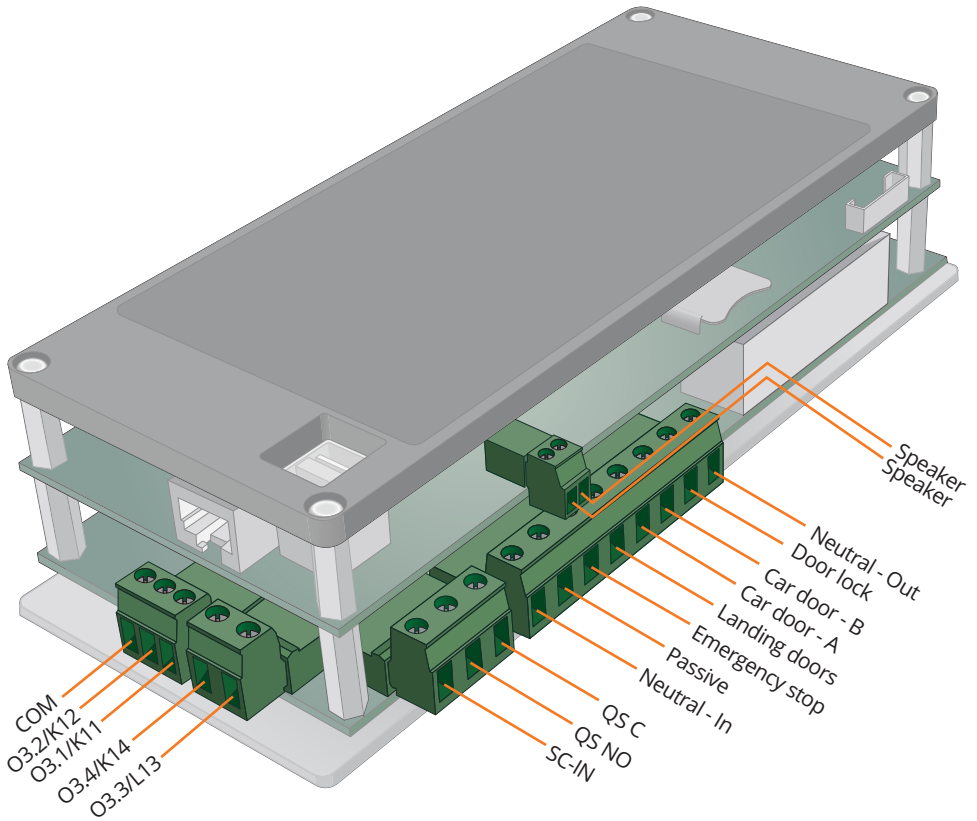 Speaker
Speaker
Neutral - Out
Door lock
Car door - B
Car door - A
Landing doors
Emergency stop
Passive
Neutral - In
QS C
QS NO
SC-IN
COM
O3.2/K12
O3.1/K11
O3.4/K14
O3.3/L13